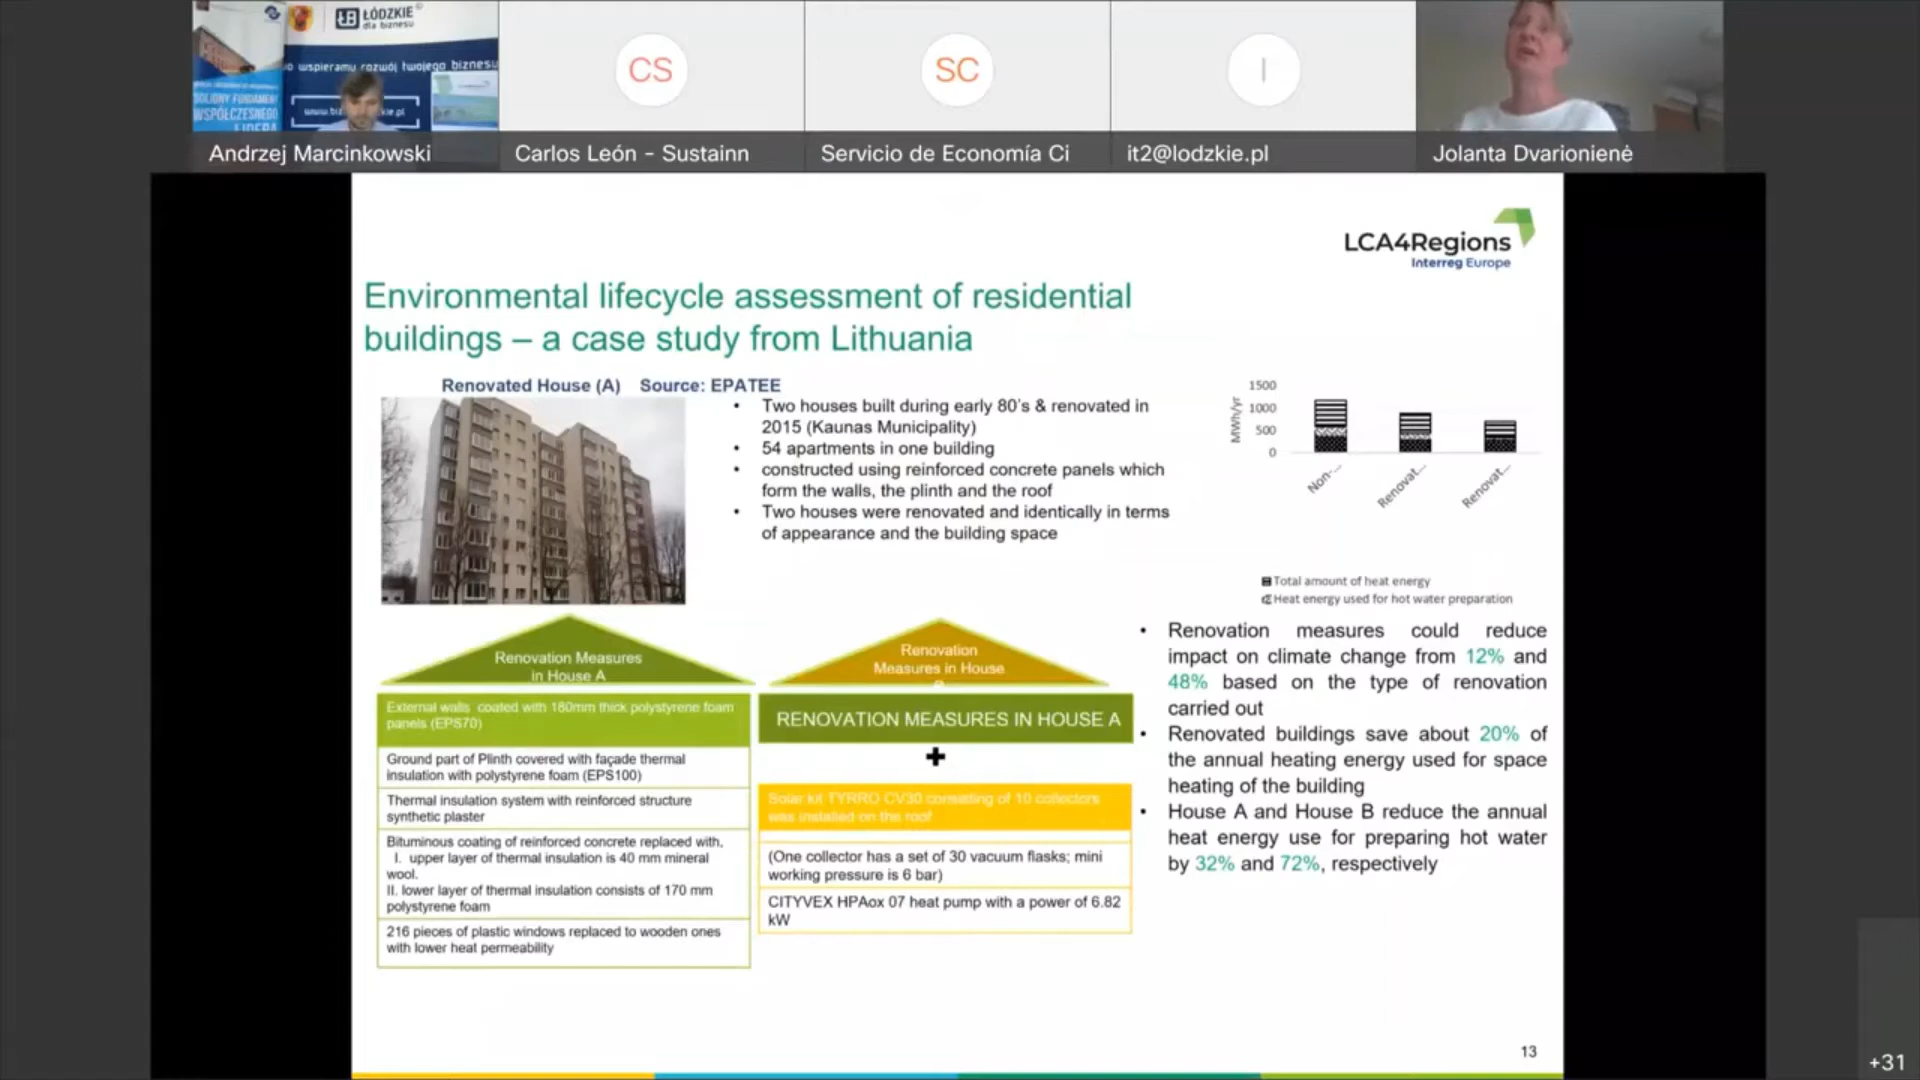 ŁÓDZKIE
dla biznesu
wspieramy rozwój twojego biznesu
SOLIDNY FUNDAMENT
WSPÓŁCZESNEGO
LIDERA
CS
SC
I
Andrzej Marcinkowski
Carlos León - Sustainn
Servicio de Economía Ci
it2@lodzkie.pl
Jolanta Dvarionienė
LCA4Regions
Interreg Europe
Environmental lifecycle assessment of residential
buildings – a case study from Lithuania
Renovated House (A) Source: EPATEE
• Two houses built during early 80's & renovated in
2015 (Kaunas Municipality)
• 54 apartments in one building
• constructed using reinforced concrete panels which
form the walls, the plinth and the roof
• Two houses were renovated and identically in terms
of appearance and the building space
MWh/yr
1500
1000
500
0
Non-...
Renovat...
Renovat...
Total amount of heat energy
Heat energy used for hot water preparation
Renovation Measures
in House A
External walls coated with 180mm thick polystyrene foam
panels (EPS70)
Ground part of Plinth covered with façade thermal
insulation with polystyrene foam (EPS100)
Thermal insulation system with reinforced structure
synthetic plaster
Bituminous coating of reinforced concrete replaced with,
I. upper layer of thermal insulation is 40 mm mineral
wool.
II. lower layer of thermal insulation consists of 170 mm
polystyrene foam
216 pieces of plastic windows replaced to wooden ones
with lower heat permeability
Renovation
Measures in House
RENOVATION MEASURES IN HOUSE A
+
Solar kit TYRRO CV30 consisting of 10 collectors
was installed on the roof
(One collector has a set of 30 vacuum flasks; mini
working pressure is 6 bar)
CITYVEX HPAox 07 heat pump with a power of 6.82
kW
• Renovation measures could reduce
impact on climate change from 12% and
48% based on the type of renovation
carried out
• Renovated buildings save about 20% of
the annual heating energy used for space
heating of the building
• House A and House B reduce the annual
heat energy use for preparing hot water
by 32% and 72%, respectively
13
+31